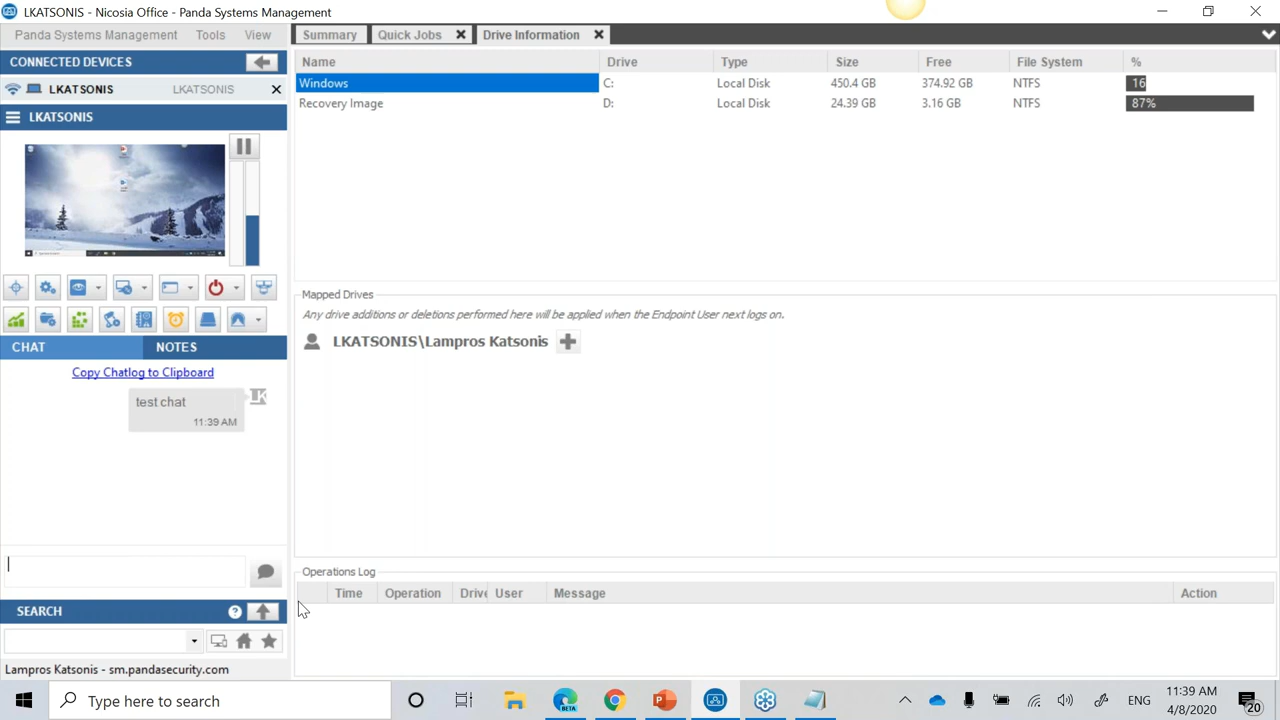 LKATSONIS - Nicosia Office - Panda Systems Management
Panda Systems Management Tools View
Summary Quick Jobs Drive Information
CONNECTED DEVICES
LKATSONIS LKATSONIS
LKATSONIS
Name Drive Type Size Free File System %
Windows C: Local Disk 450.4 GB 374.92 GB NTFS 16
Recovery Image D: Local Disk 24.39 GB 3.16 GB NTFS 87%
Mapped Drives
Any drive additions or deletions performed here will be applied when the Endpoint User next logs on.
LKATSONIS\Lampros Katsonis
CHAT NOTES
Copy Chatlog to Clipboard
test chat
LK
11:39 AM
Operations Log
Time Operation Drive User Message Action
SEARCH ?
Lampros Katsonis - sm.pandasecurity.com
Type here to search
BETA
ENG
11:39 AM
4/8/2020
20